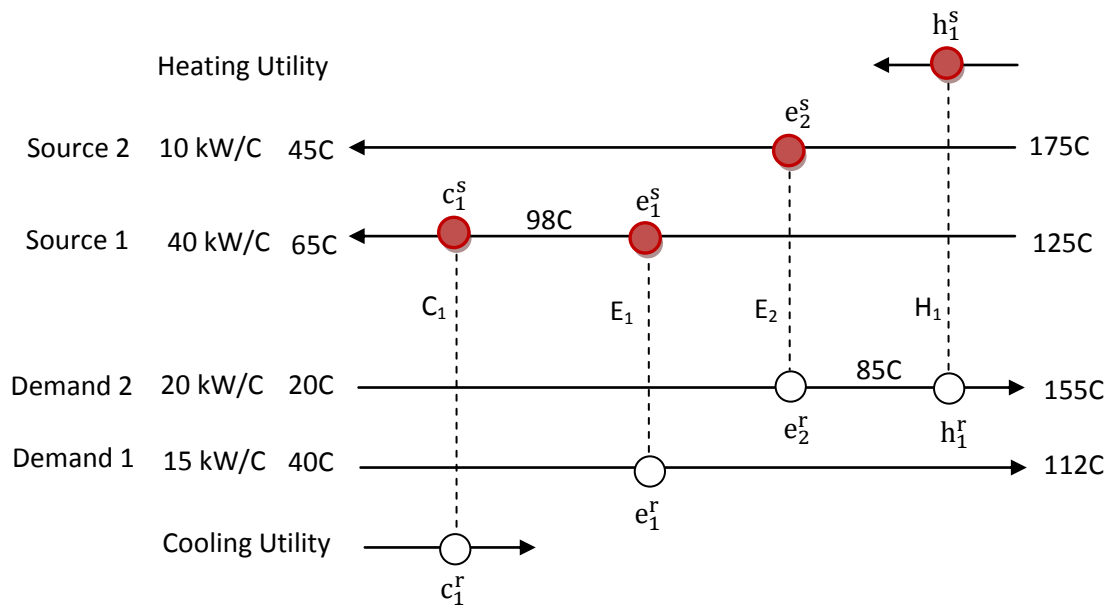 h₁ˢ
Heating Utility
e₂ˢ
Source 2 10 kW/C 45C 175C
c₁ˢ e₁ˢ
98C
Source 1 40 kW/C 65C 125C
C₁ E₁ E₂ H₁
85C
Demand 2 20 kW/C 20C 155C
e₂ʳ h₁ʳ
Demand 1 15 kW/C 40C 112C
e₁ʳ
Cooling Utility
c₁ʳ